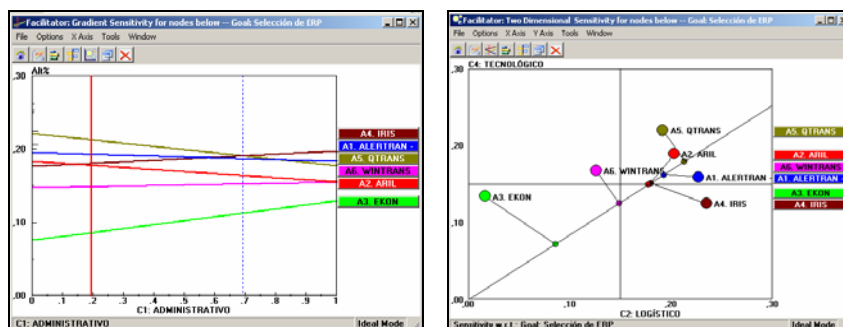 Facilitator: Gradient Sensitivity for nodes below -- Goal: Selección de ERP
File Options X Axis Tools Window
Alt%
,30
,20
,10
,00
0 .1 .2 .3 .4 .5 .6 .7 .8 .9 1
C1: ADMINISTRATIVO
A4. IRIS
A1. ALERTRAN -
A5. QTRANS
A6. WINTRANS
A2. ARIL
A3. EKON
C1: ADMINISTRATIVO
Ideal Mode
Facilitator: Two Dimensional Sensitivity for nodes below -- Goal: Selección de ERP
File Options X Axis Y Axis Tools Window
C4: TECNOLÓGICO
,30
,20
,10
,00
,00 ,10 ,20 ,30
C2: LOGÍSTICO
A5. QTRANS
A2. ARIL
A6. WINTRANS
A1. ALERTRAN -
A3. EKON
A4. IRIS
A5. QTRANS
A2. ARIL
A6. WINTRANS
A1. ALERTRAN -
A3. EKON
A4. IRIS
Sensitivity w.r.t.: Goal: Selección de ERP
Ideal Mode